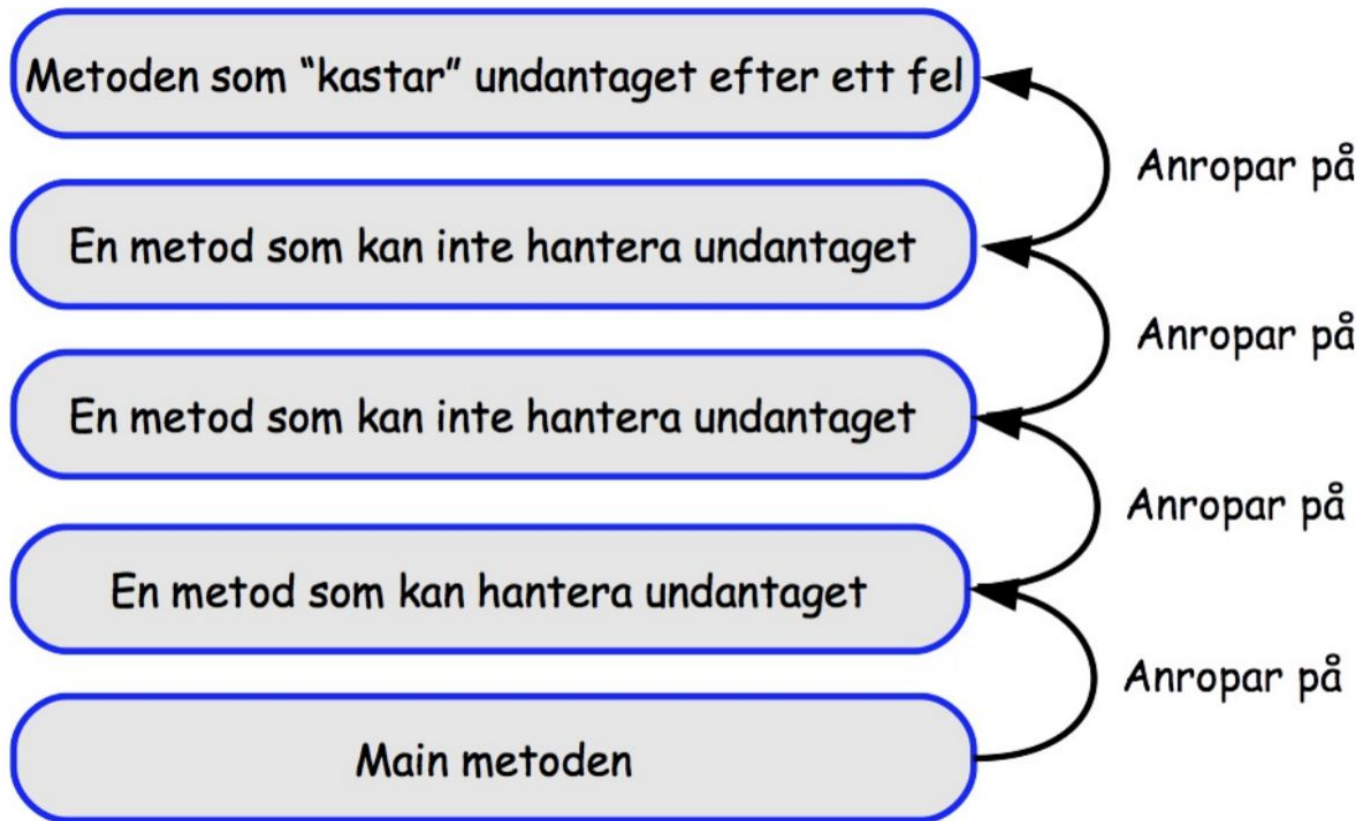 Metoden som “kastar” undantaget efter ett fel
Anropar på
En metod som kan inte hantera undantaget
Anropar på
En metod som kan inte hantera undantaget
Anropar på
En metod som kan hantera undantaget
Anropar på
Main metoden